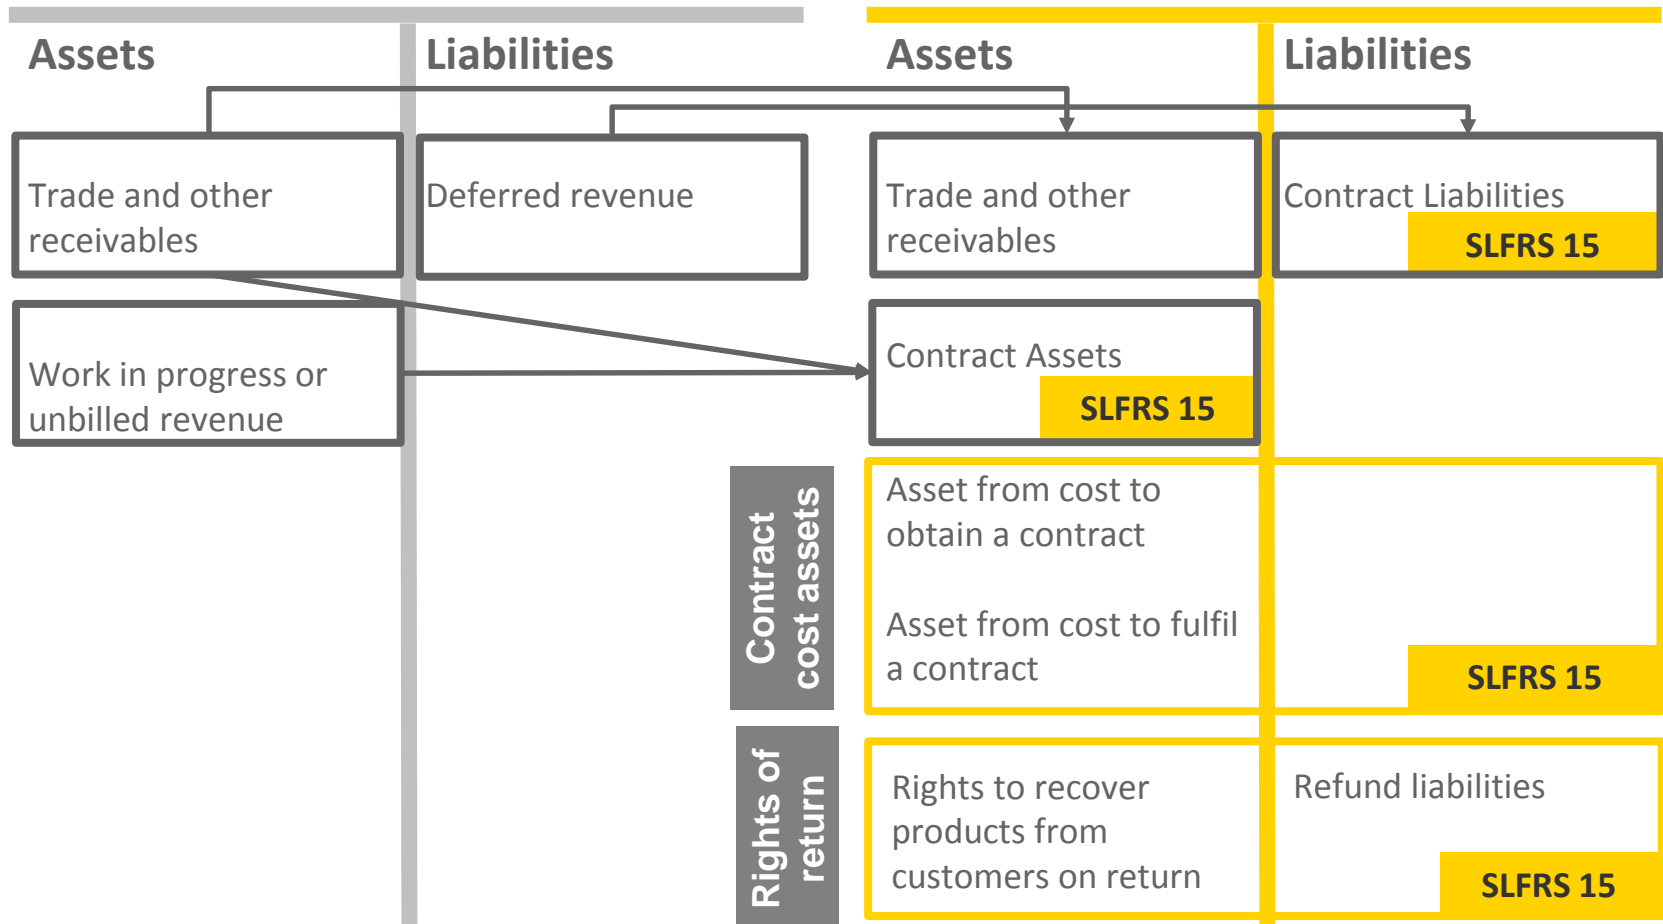 Assets
Liabilities
Assets
Liabilities
Trade and other
receivables
Deferred revenue
Trade and other
receivables
Contract Liabilities
SLFRS 15
Work in progress or
unbilled revenue
Contract Assets
SLFRS 15
Contract
cost assets
Asset from cost to
obtain a contract
Asset from cost to fulfil
a contract
SLFRS 15
Rights of
return
Rights to recover
products from
customers on return
Refund liabilities
SLFRS 15